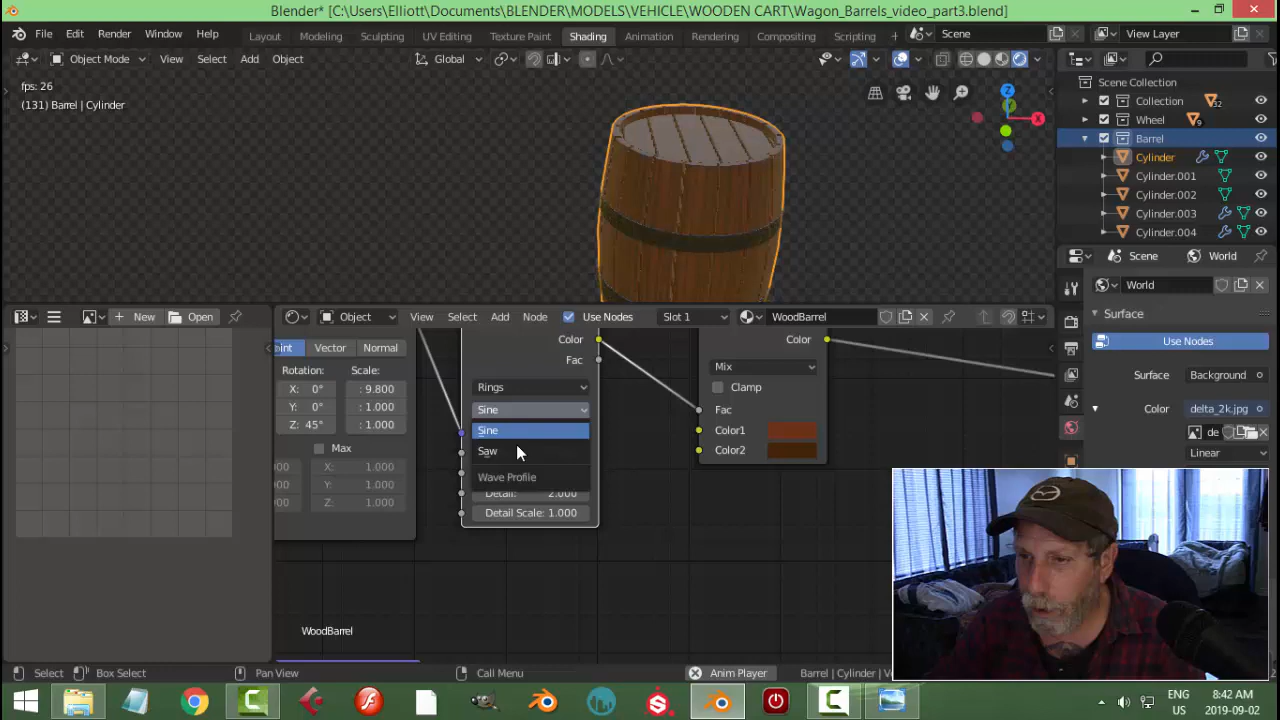 Blender* [C:\Users\Elliott\Documents\BLENDER\MODELS\VEHICLE\WOODEN CART\Wagon_Barrels_video_part3.blend]
File Edit Render Window Help Layout Modeling Sculpting UV Editing Texture Paint Shading Animation Rendering Compositing Scripting + Scene View Layer
Object Mode View Select Add Object Global
fps: 26
(131) Barrel | Cylinder
Z
X
Scene Collection
Collection 32
Wheel 9
Barrel
Cylinder
Cylinder.001
Cylinder.002
Cylinder.003
Cylinder.004
Scene World
World
Surface
Use Nodes
Surface Background
Color delta_2k.jpg
de
Linear
New Open
Object View Select Add Node Use Nodes Slot 1 WoodBarrel
oint Vector Normal
Rotation: Scale:
X: 0° : 9.800
Y: 0° : 1.000
Z: 45° : 1.000
Max
000 X: 1.000
000 Y: 1.000
000 Z: 1.000
Color
Fac
Rings
Sine
Sine
Saw
Wave Profile
Detail: 2.000
Detail Scale: 1.000
Color
Mix
Clamp
Fac
Color1
Color2
WoodBarrel
Select Box Select Pan View Call Menu Anim Player Barrel | Cylinder | Ve
ENG
US
8:42 AM
2019-09-02